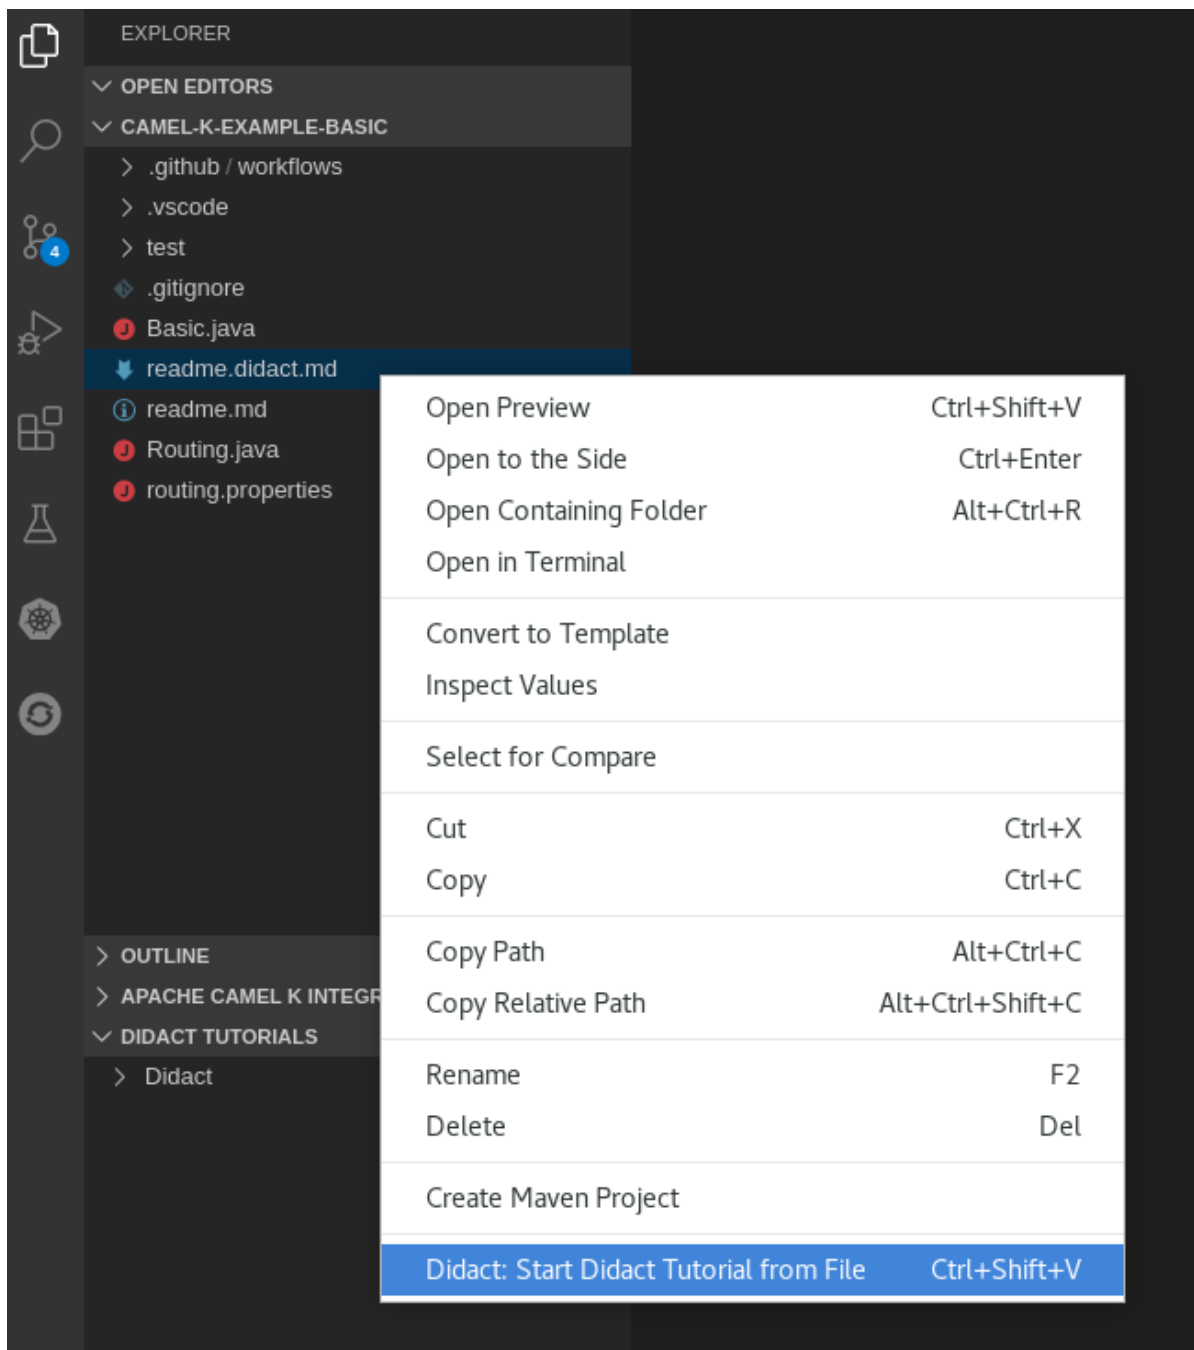 EXPLORER
OPEN EDITORS
CAMEL-K-EXAMPLE-BASIC
.github / workflows
.vscode
test
4
.gitignore
Basic.java
readme.didact.md
readme.md
Routing.java
routing.properties
Open Preview Ctrl+Shift+V
Open to the Side Ctrl+Enter
Open Containing Folder Alt+Ctrl+R
Open in Terminal
Convert to Template
Inspect Values
Select for Compare
Cut Ctrl+X
Copy Ctrl+C
Copy Path Alt+Ctrl+C
Copy Relative Path Alt+Ctrl+Shift+C
Rename F2
Delete Del
Create Maven Project
Didact: Start Didact Tutorial from File Ctrl+Shift+V
OUTLINE
APACHE CAMEL K INTEGR
DIDACT TUTORIALS
Didact